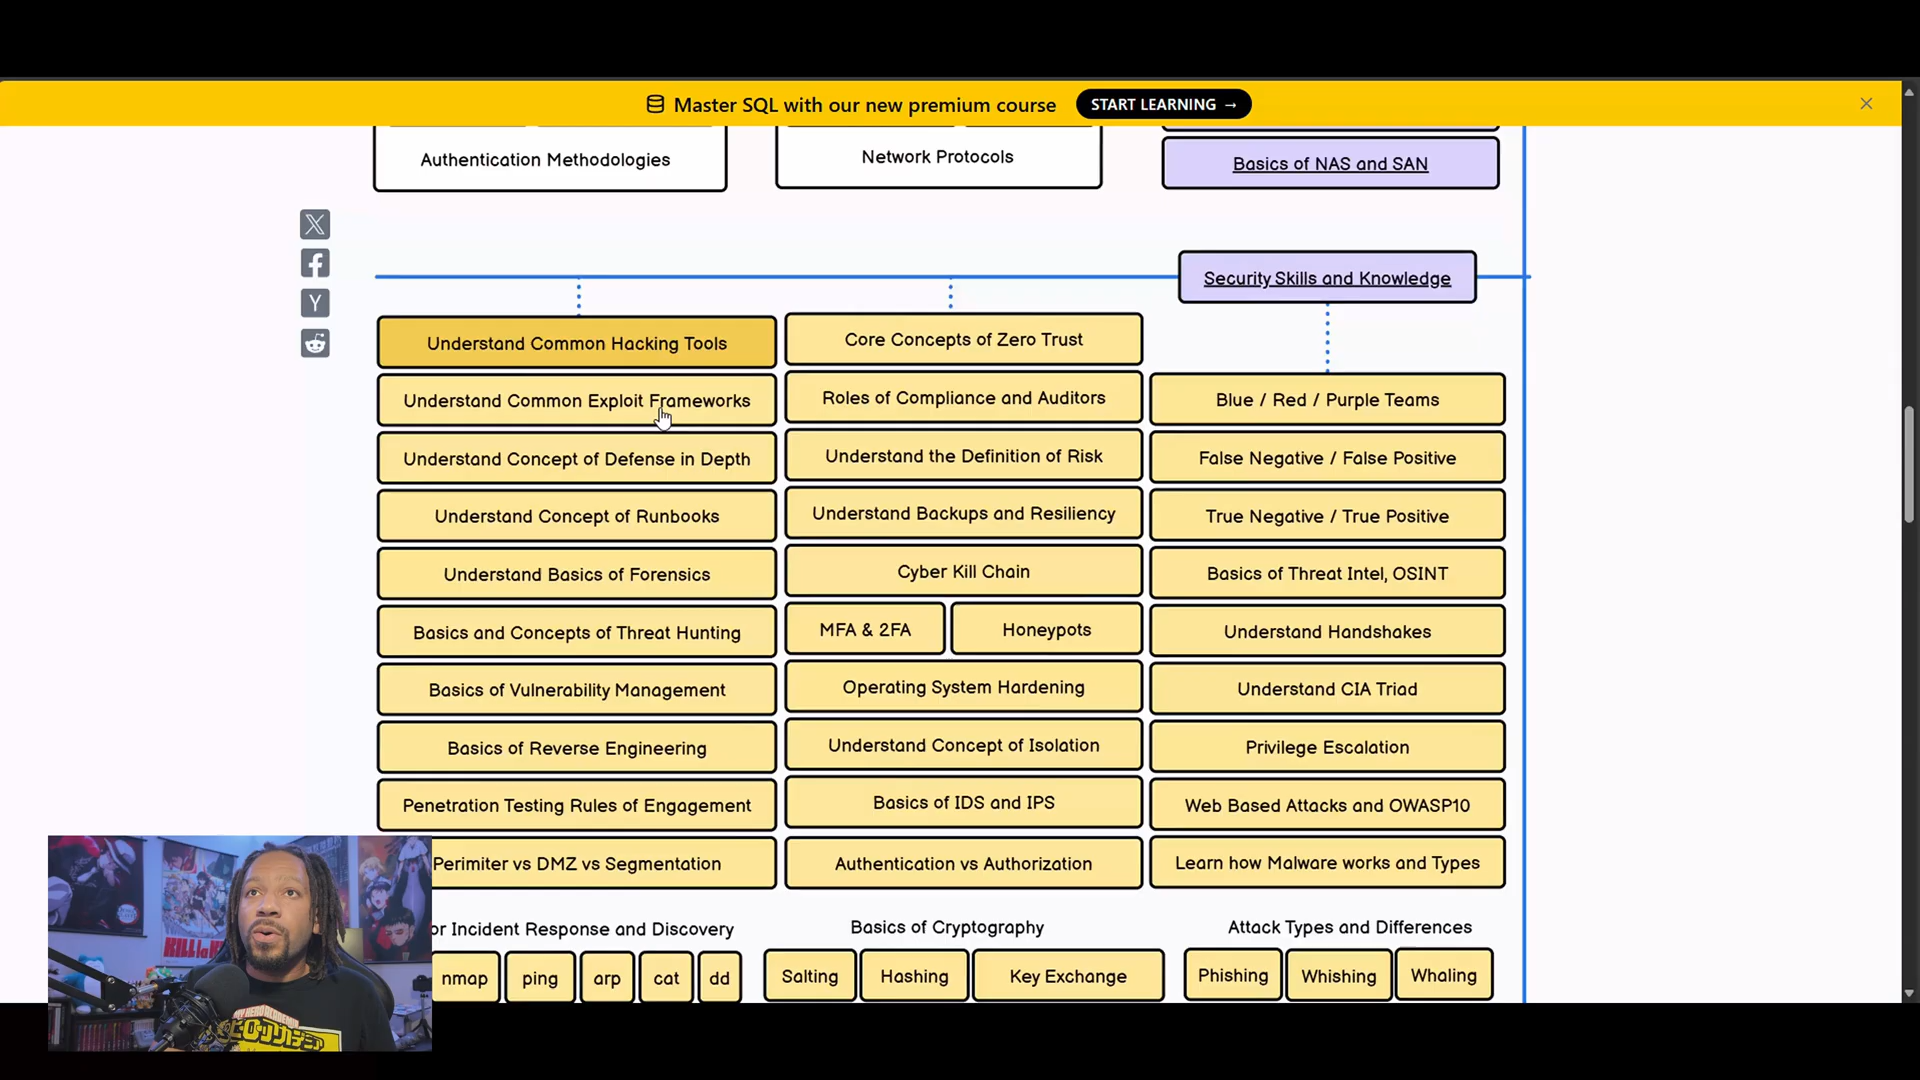 Master SQL with our new premium course
START LEARNING →
Authentication Methodologies
Network Protocols
Basics of NAS and SAN
Security Skills and Knowledge
Understand Common Hacking Tools
Understand Common Exploit Frameworks
Understand Concept of Defense in Depth
Understand Concept of Runbooks
Understand Basics of Forensics
Basics and Concepts of Threat Hunting
Basics of Vulnerability Management
Basics of Reverse Engineering
Penetration Testing Rules of Engagement
Perimiter vs DMZ vs Segmentation
Core Concepts of Zero Trust
Roles of Compliance and Auditors
Understand the Definition of Risk
Understand Backups and Resiliency
Cyber Kill Chain
MFA & 2FA
Honeypots
Operating System Hardening
Understand Concept of Isolation
Basics of IDS and IPS
Authentication vs Authorization
Blue / Red / Purple Teams
False Negative / False Positive
True Negative / True Positive
Basics of Threat Intel, OSINT
Understand Handshakes
Understand CIA Triad
Privilege Escalation
Web Based Attacks and OWASP10
Learn how Malware works and Types
or Incident Response and Discovery
nmap
ping
arp
cat
dd
Basics of Cryptography
Salting
Hashing
Key Exchange
Attack Types and Differences
Phishing
Whishing
Whaling